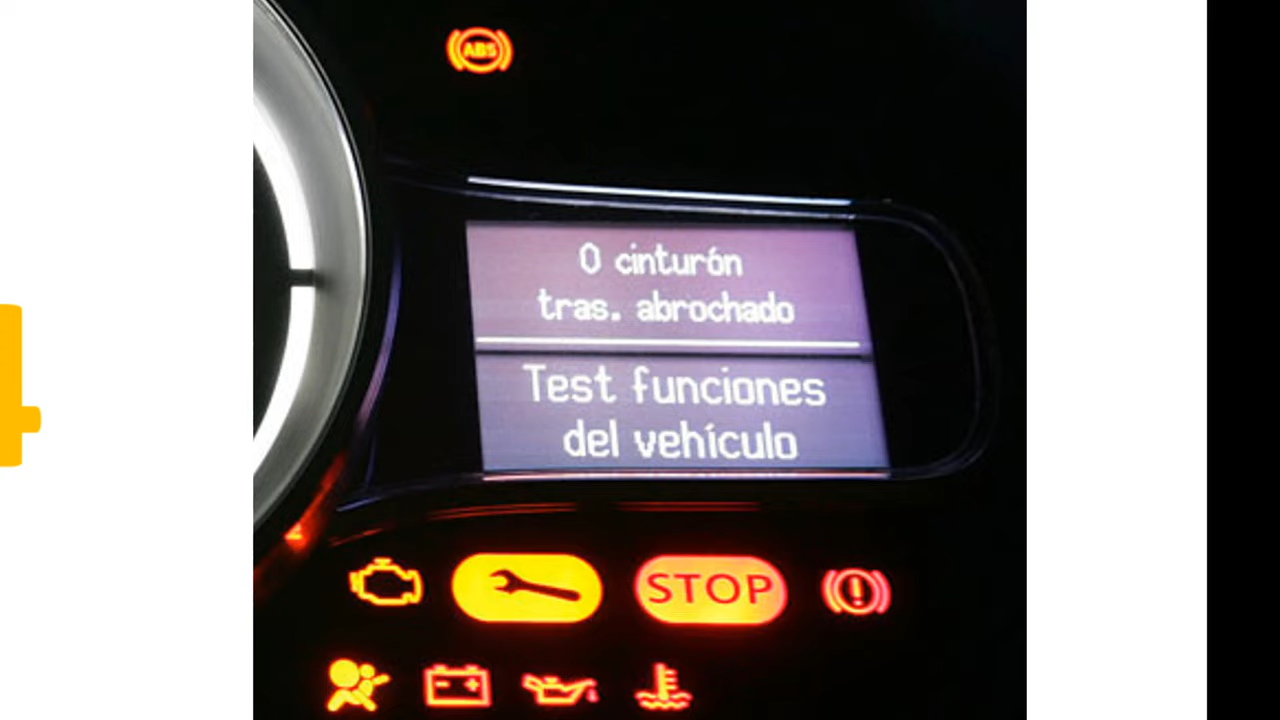 ABS
0 cinturón
tras. abrochado
Test funciones
del vehículo
STOP